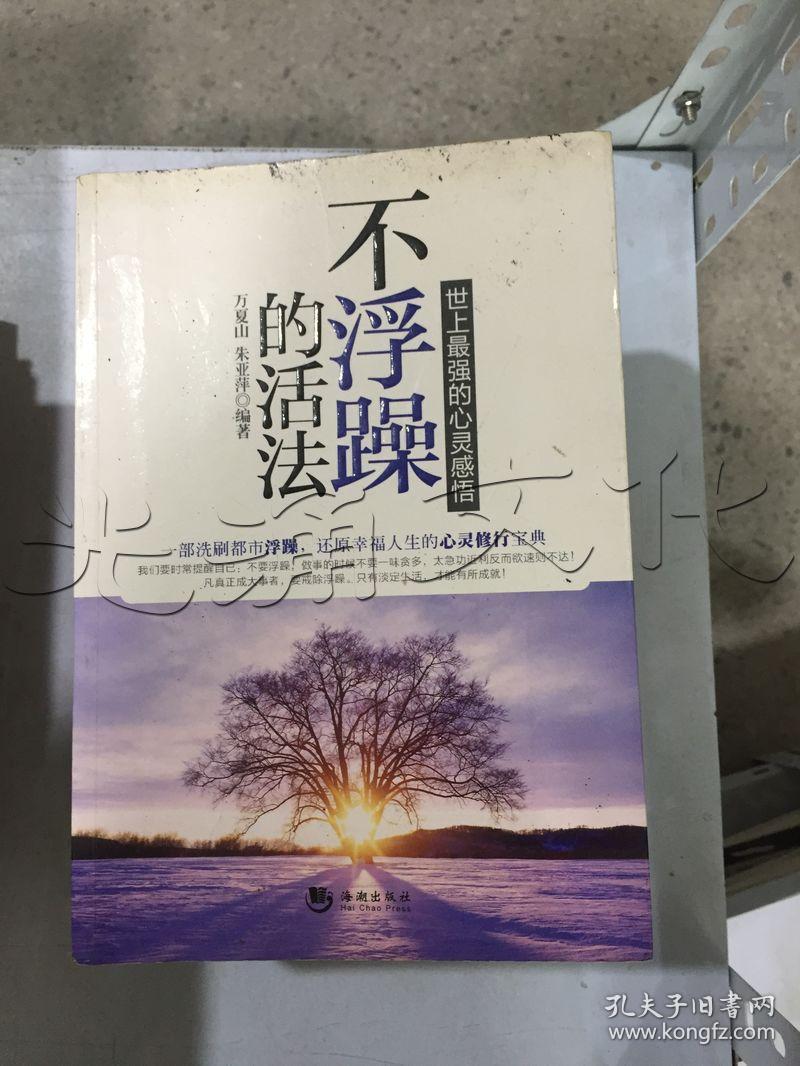 世上最强的心灵感悟
不浮躁
的活法
万夏山 朱亚萍◎编著
一部洗刷都市浮躁，还原幸福人生的心灵修行宝典
我们要时常提醒自己：不要浮躁！做事的时候不要一味贪多，太急功近利反而欲速则不达！
凡真正成大事者，要戒除浮躁。只有淡定生活，才能有所成就！
光通文化
海潮出版社
Hai Chao Press
孔夫子旧书网
www.kongfz.com